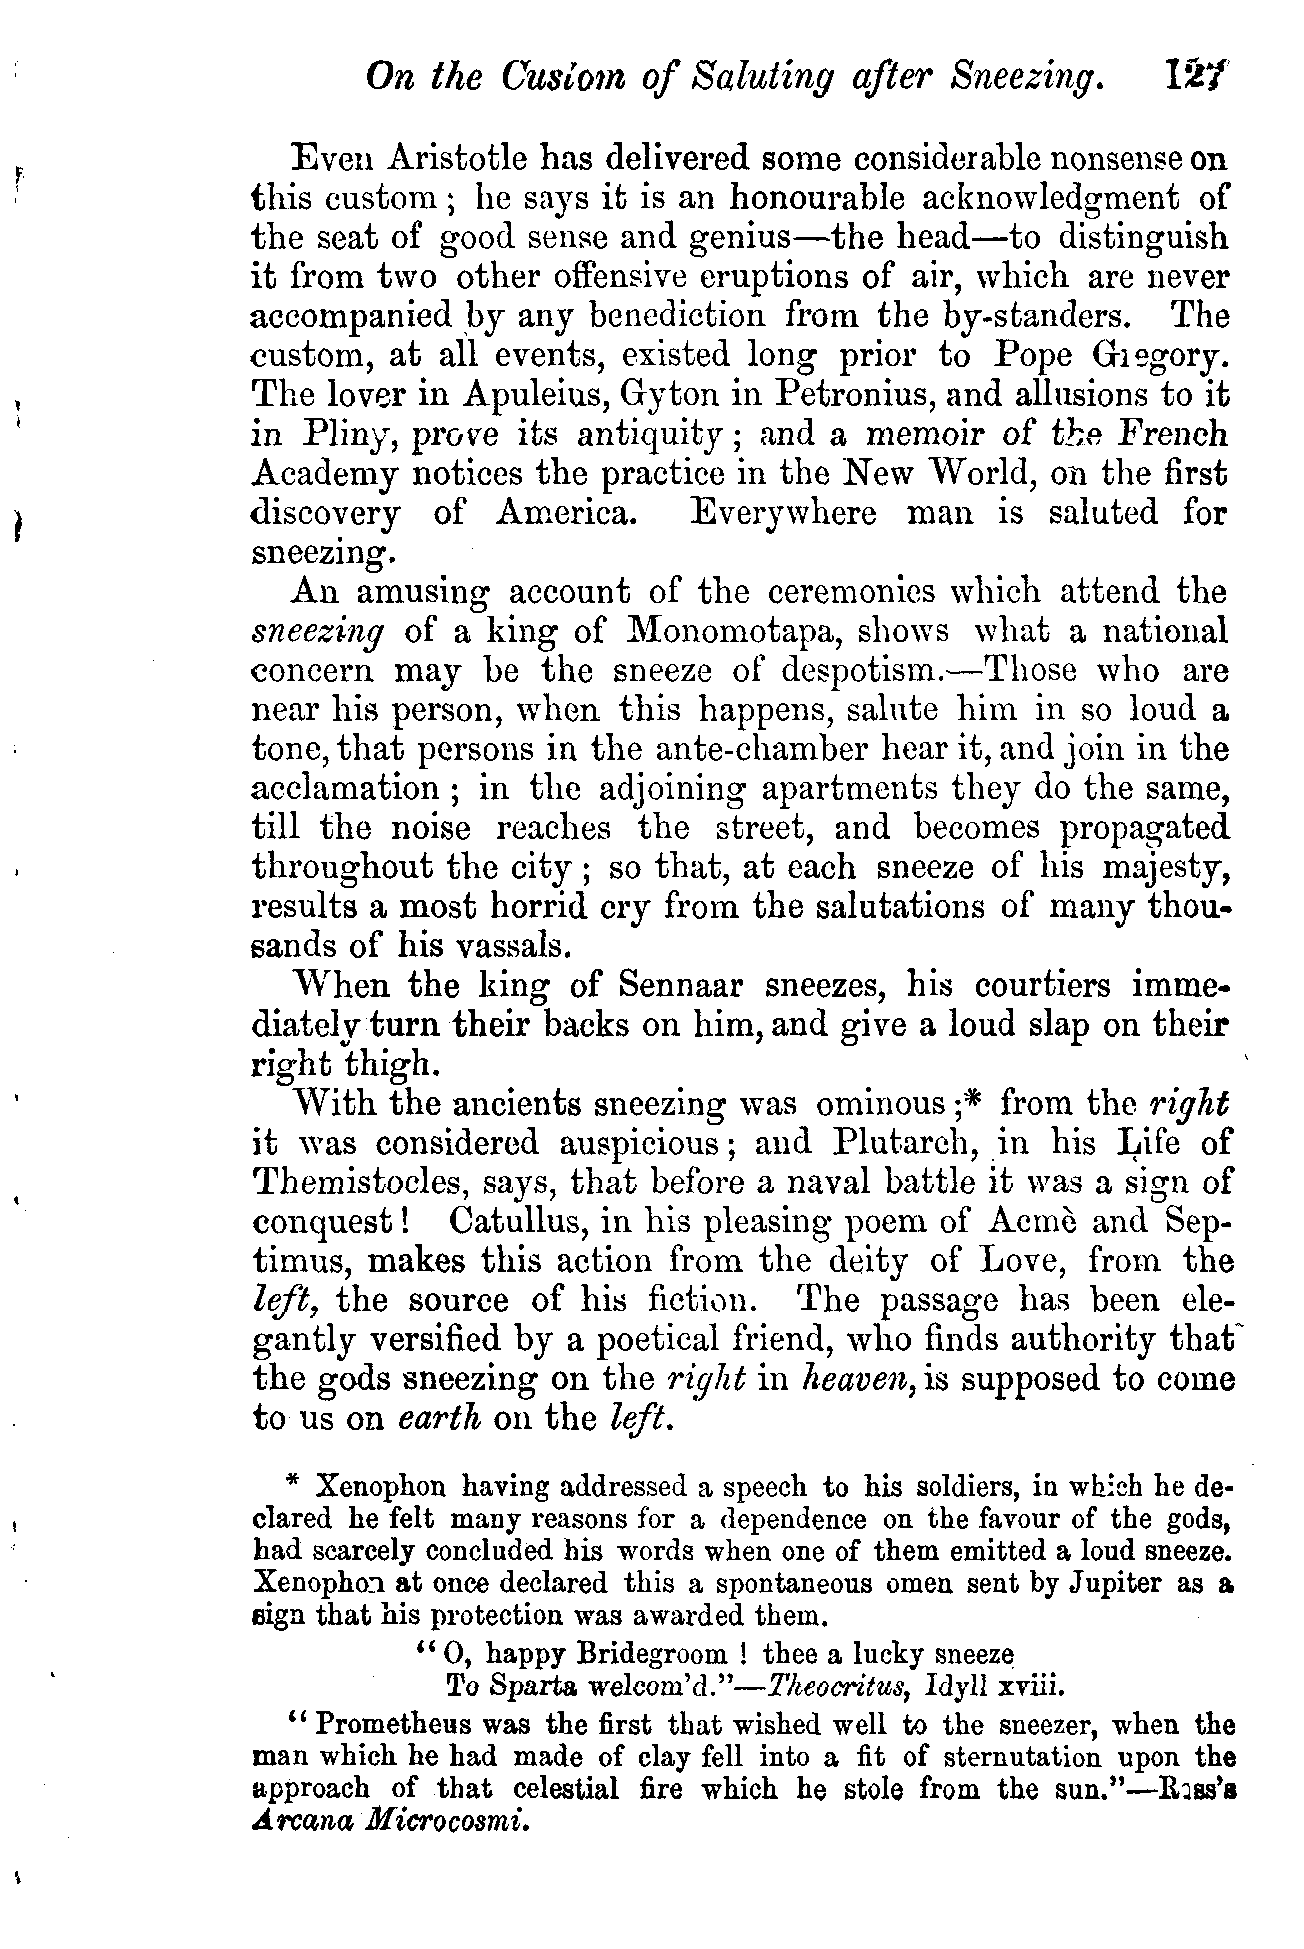 On the Custom of Saluting after Sneezing. 127
Even Aristotle has delivered some considerable nonsense on
this custom ; he says it is an honourable acknowledgment of
the seat of good sense and genius—the head—to distinguish
it from two other offensive eruptions of air, which are never
accompanied by any benediction from the by-standers. The
custom, at all events, existed long prior to Pope Gregory.
The lover in Apuleius, Gyton in Petronius, and allusions to it
in Pliny, prove its antiquity ; and a memoir of the French
Academy notices the practice in the New World, on the first
discovery of America. Everywhere man is saluted for
sneezing.
An amusing account of the ceremonies which attend the
sneezing of a king of Monomotapa, shows what a national
concern may be the sneeze of despotism.—Those who are
near his person, when this happens, salute him in so loud a
tone, that persons in the ante-chamber hear it, and join in the
acclamation ; in the adjoining apartments they do the same,
till the noise reaches the street, and becomes propagated
throughout the city ; so that, at each sneeze of his majesty,
results a most horrid cry from the salutations of many thou-
sands of his vassals.
When the king of Sennaar sneezes, his courtiers imme-
diately turn their backs on him, and give a loud slap on their
right thigh.
With the ancients sneezing was ominous ;* from the right
it was considered auspicious ; and Plutarch, in his Life of
Themistocles, says, that before a naval battle it was a sign of
conquest ! Catullus, in his pleasing poem of Acmè and Sep-
timus, makes this action from the deity of Love, from the
left, the source of his fiction. The passage has been ele-
gantly versified by a poetical friend, who finds authority that
the gods sneezing on the right in heaven, is supposed to come
to us on earth on the left.
* Xenophon having addressed a speech to his soldiers, in which he de-
clared he felt many reasons for a dependence on the favour of the gods,
had scarcely concluded his words when one of them emitted a loud sneeze.
Xenophon at once declared this a spontaneous omen sent by Jupiter as a
sign that his protection was awarded them.
“ O, happy Bridegroom ! thee a lucky sneeze
To Sparta welcom’d.”—Theocritus, Idyll xviii.
“ Prometheus was the first that wished well to the sneezer, when the
man which he had made of clay fell into a fit of sternutation upon the
approach of that celestial fire which he stole from the sun.”—Ross’s
Arcana Microcosmi.